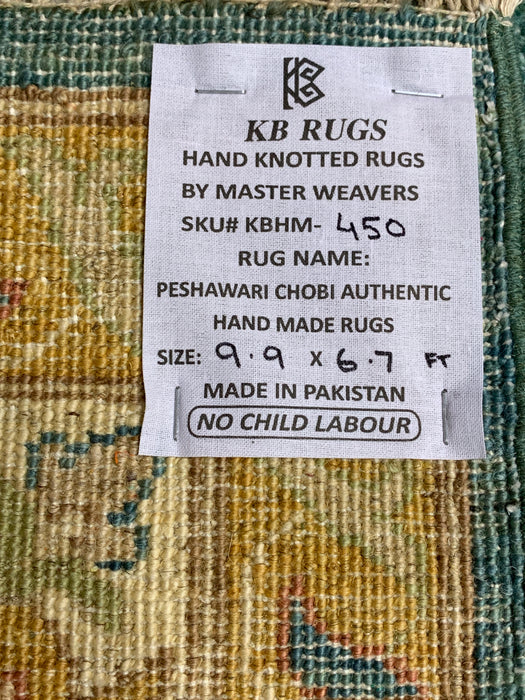 KB RUGS
HAND KNOTTED RUGS
BY MASTER WEAVERS
SKU# KBHM- 450
RUG NAME:
PESHAWARI CHOBI AUTHENTIC
HAND MADE RUGS
SIZE: 9.9 X 6.7 FT
MADE IN PAKISTAN
NO CHILD LABOUR